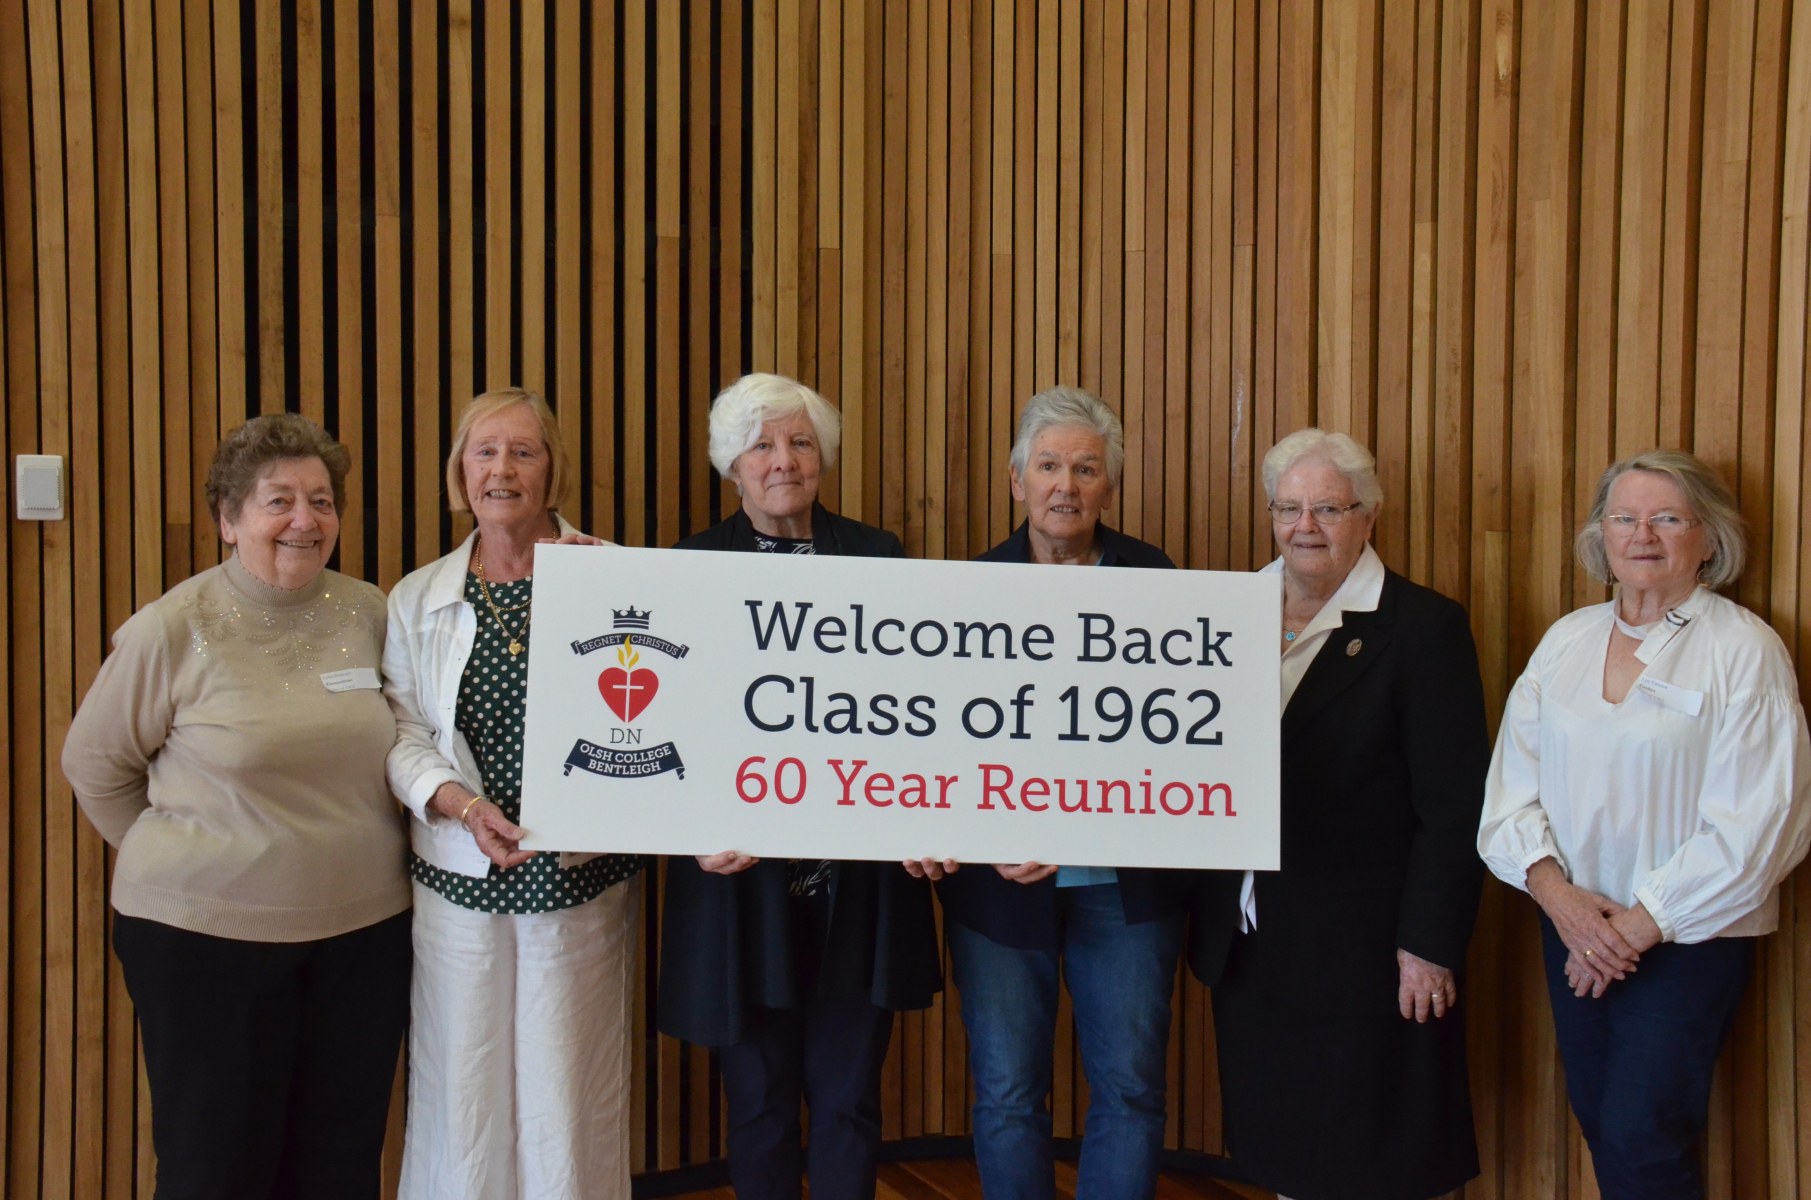 REGNET CHRISTUS
DN
OLSH COLLEGE
BENTLEIGH
Welcome Back
Class of 1962
60 Year Reunion